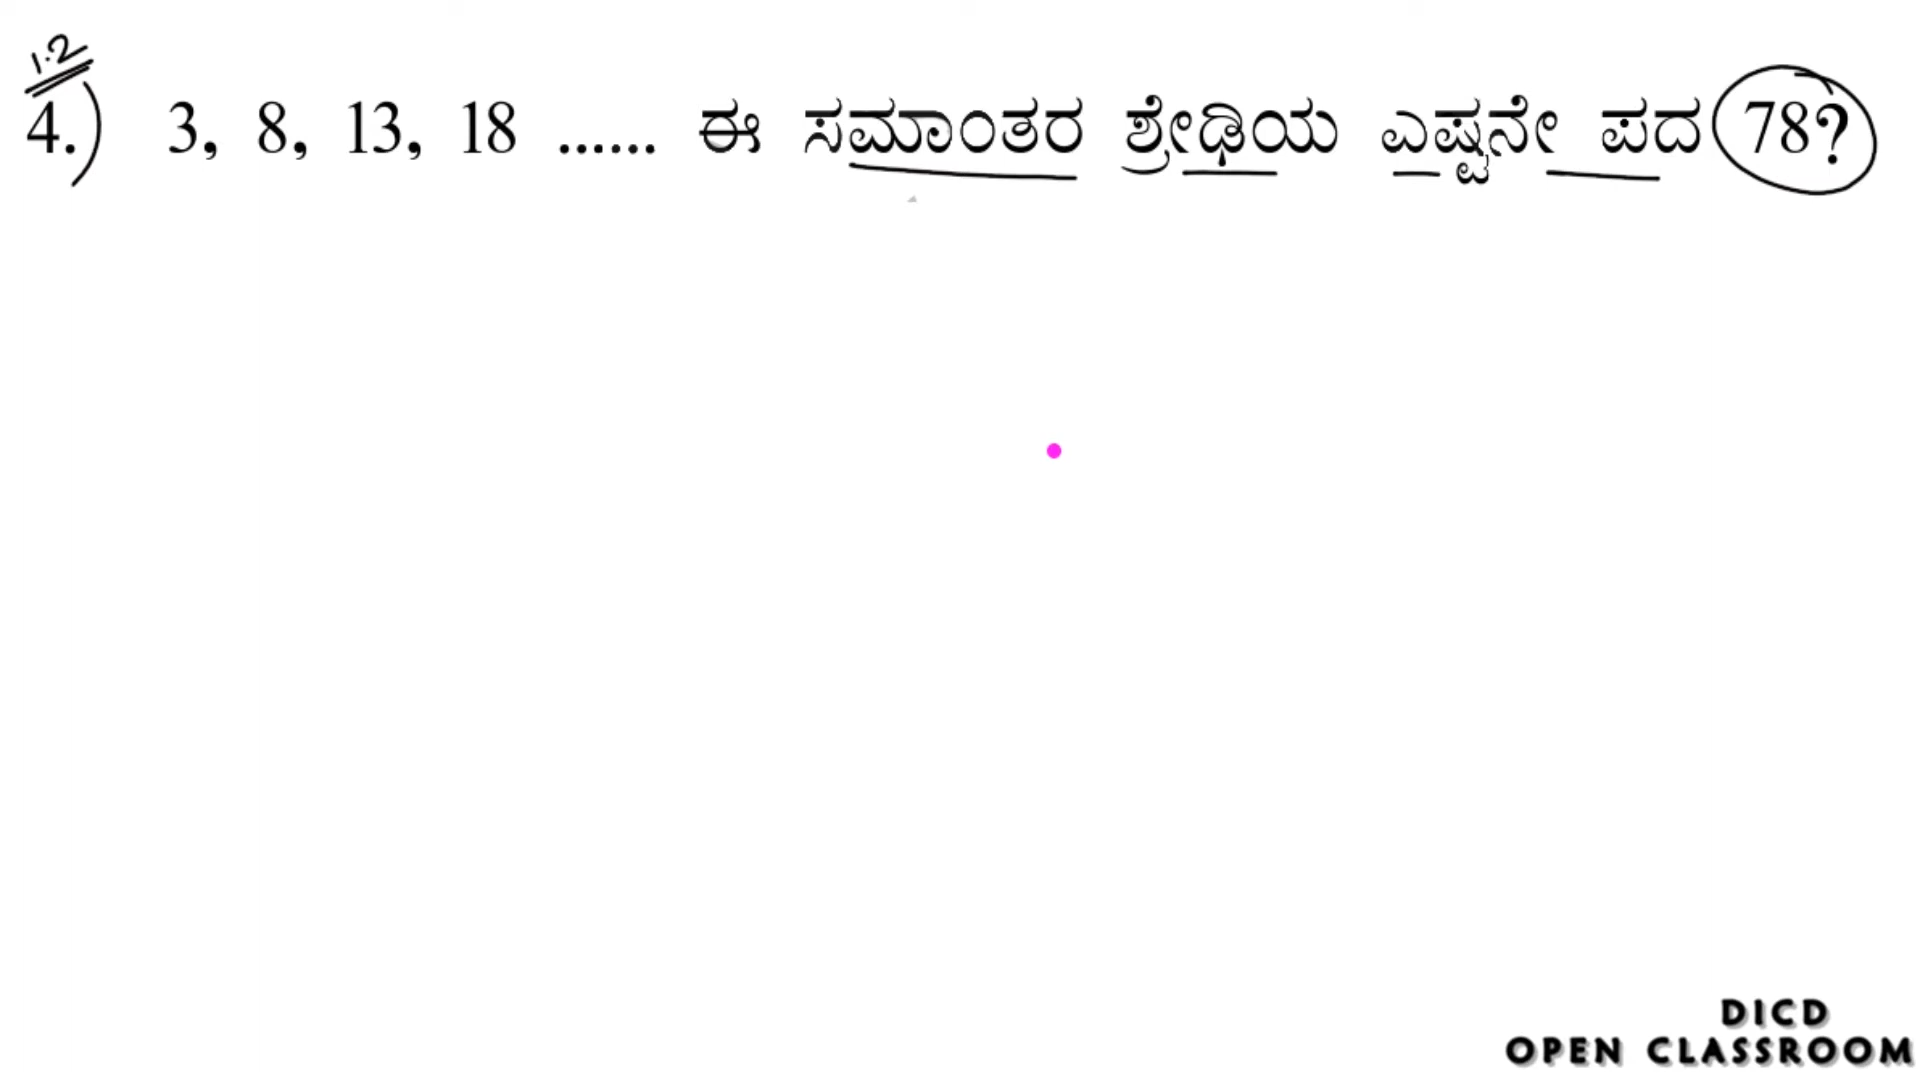 1.2
4.) 3, 8, 13, 18 ...... ಈ ಸಮಾಂತರ ಶ್ರೇಢಿಯ ಎಷ್ಟನೇ ಪದ 78?
DICD
OPEN CLASSROOM